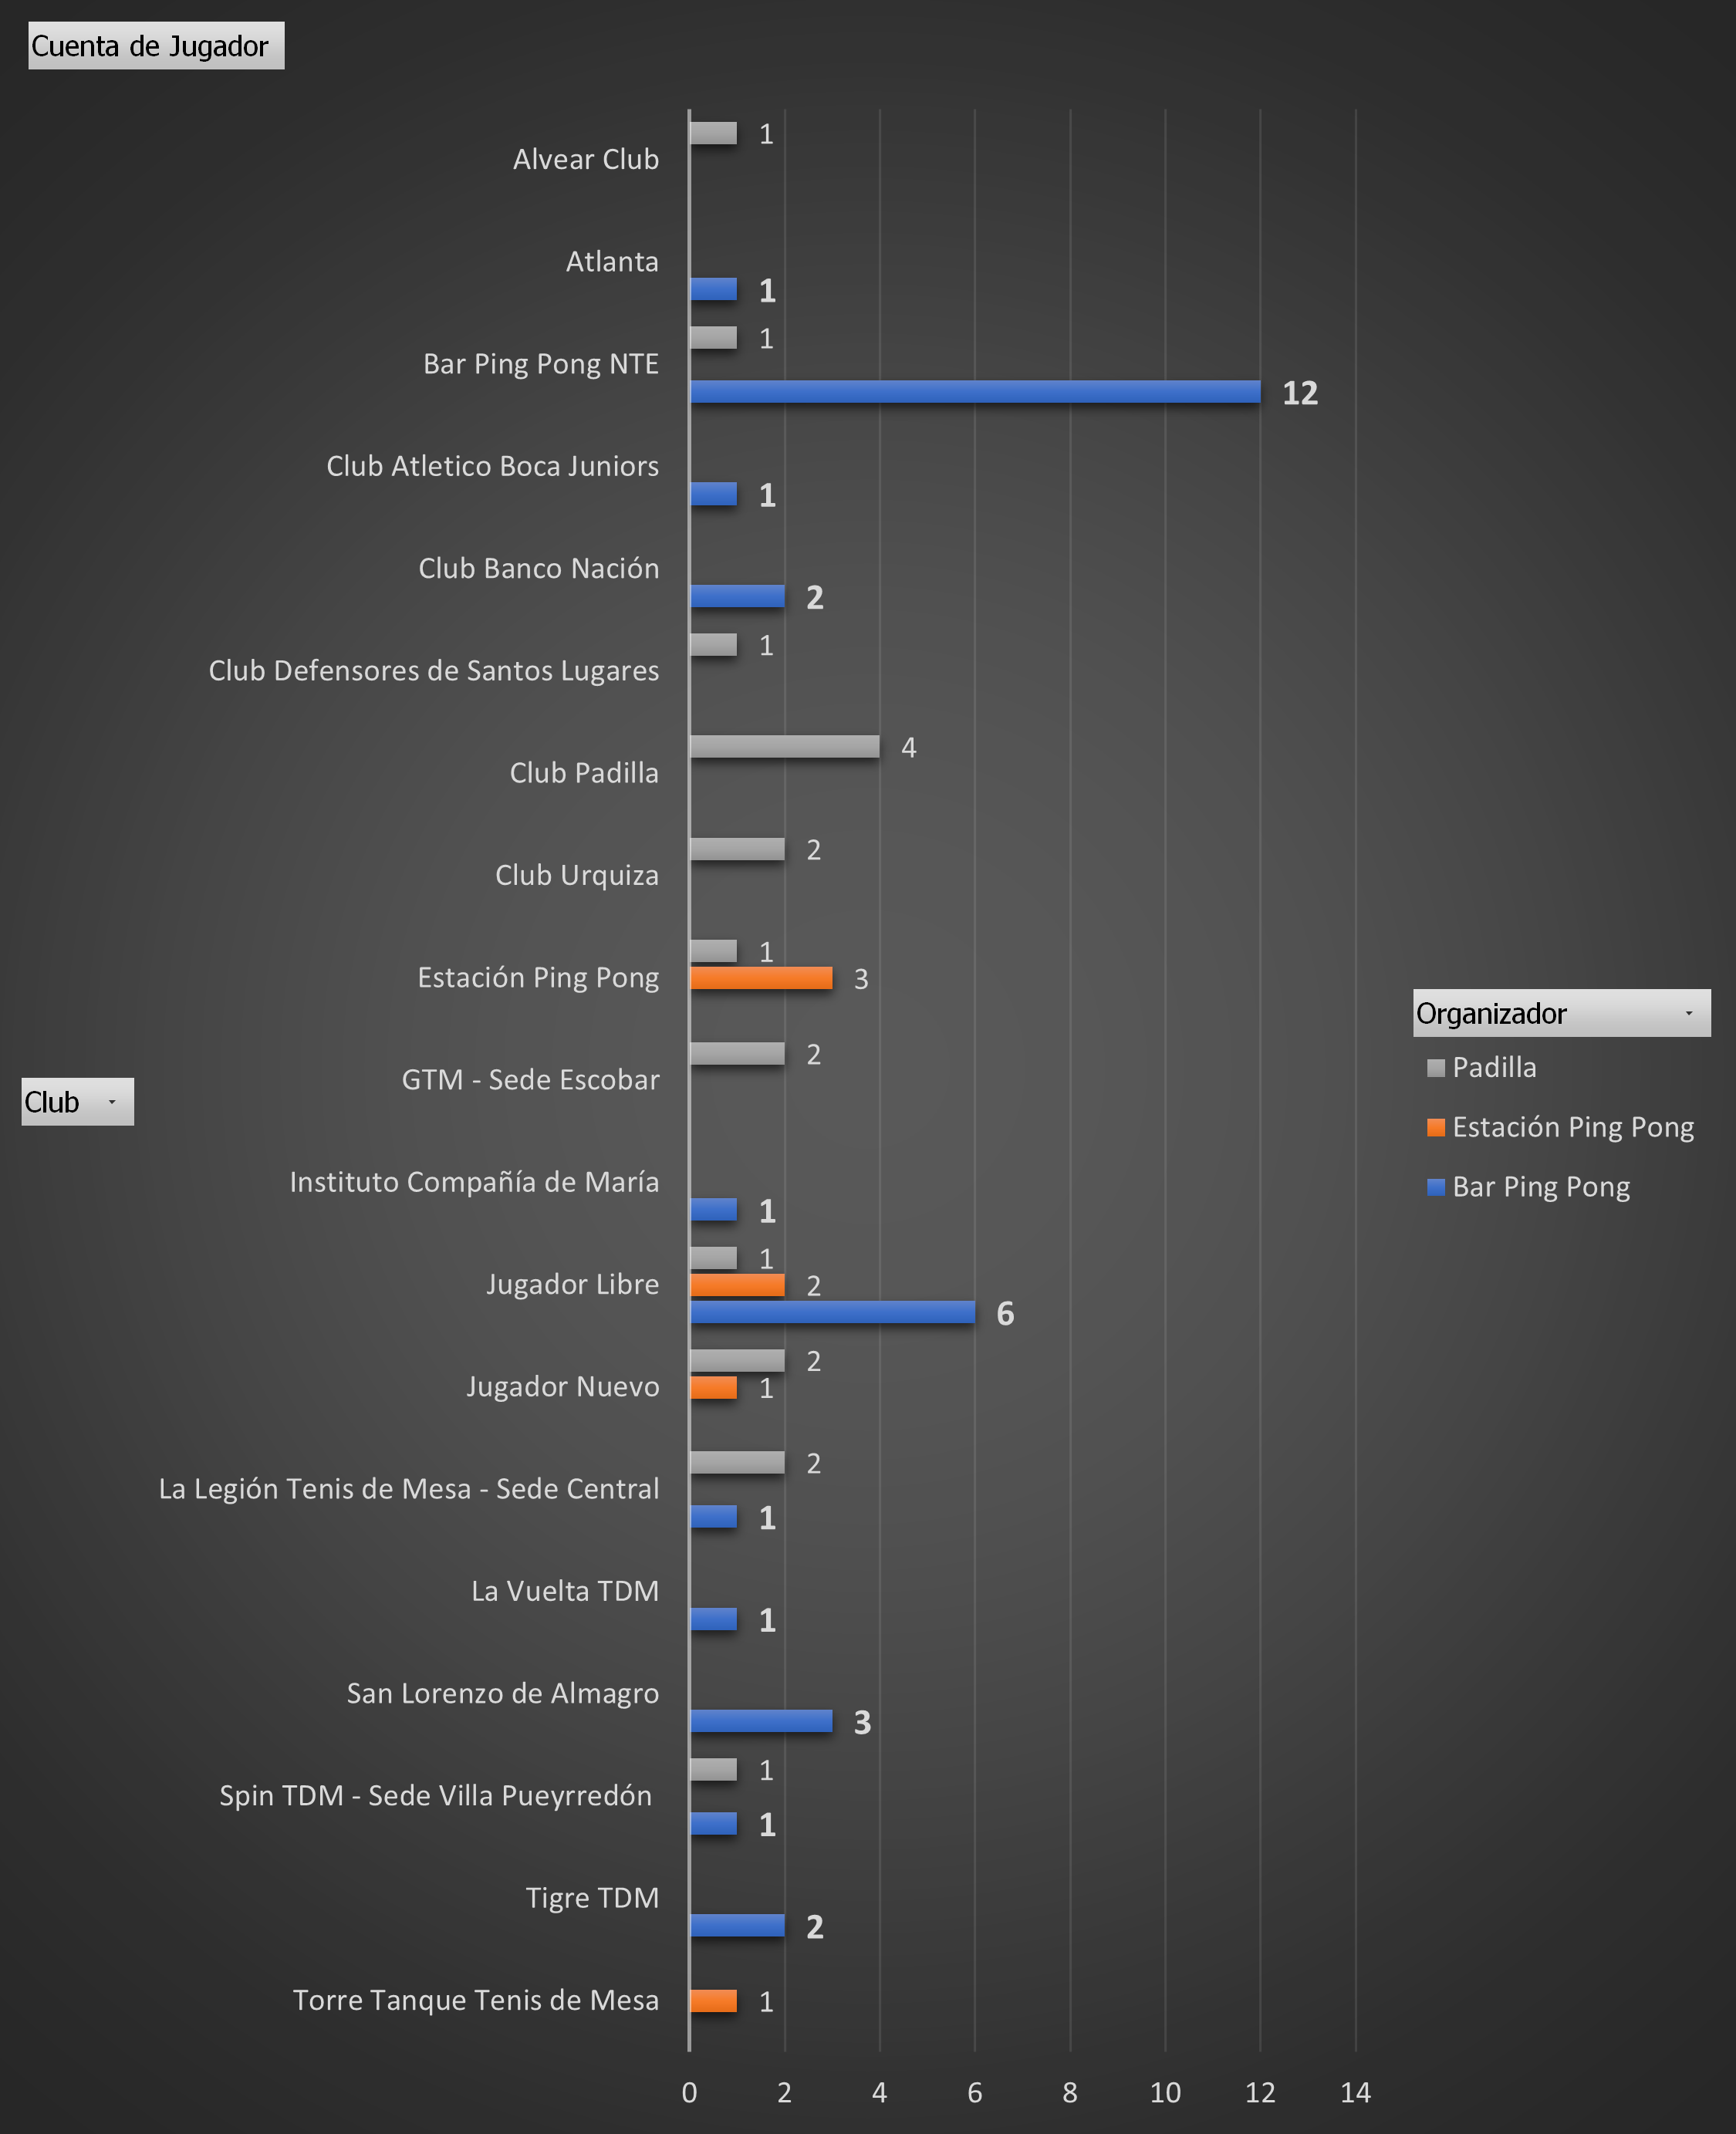 Cuenta de Jugador
Alvear Club
1
Atlanta
1
Bar Ping Pong NTE
1
12
Club Atletico Boca Juniors
1
Club Banco Nación
2
Club Defensores de Santos Lugares
1
Club Padilla
4
Club Urquiza
2
Estación Ping Pong
1
3
GTM - Sede Escobar
2
Instituto Compañía de María
1
Jugador Libre
1
2
6
Jugador Nuevo
2
1
La Legión Tenis de Mesa - Sede Central
2
1
La Vuelta TDM
1
San Lorenzo de Almagro
3
Spin TDM - Sede Villa Pueyrredón
1
1
Tigre TDM
2
Torre Tanque Tenis de Mesa
1
0 2 4 6 8 10 12 14
Club
Organizador
Padilla
Estación Ping Pong
Bar Ping Pong